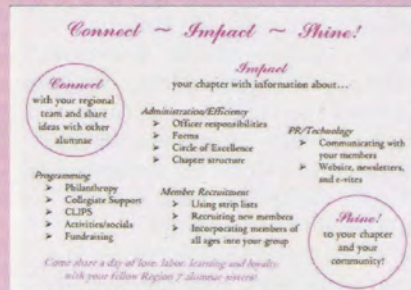 Connect ~ Impact ~ Shine!
Connect
with your regional
team and share
ideas with other
alumnae
Impact
your chapter with information about...
Administration/Efficiency
➤ Officer responsibilities
➤ Forms
➤ Circle of Excellence
➤ Chapter structure
PR/Technology
➤ Communicating with
your members
➤ Website, newsletters,
and e-vites
Programming
➤ Philanthropy
➤ Collegiate Support
➤ CLIPS
➤ Activities/socials
➤ Fundraising
Member Recruitment
➤ Using strip lists
➤ Recruiting new members
➤ Incorporating members of
all ages into your group
Shine!
to your chapter
and your
community!
Come share a day of love, labor, learning and loyalty
with your fellow Region 7 alumnae sisters!